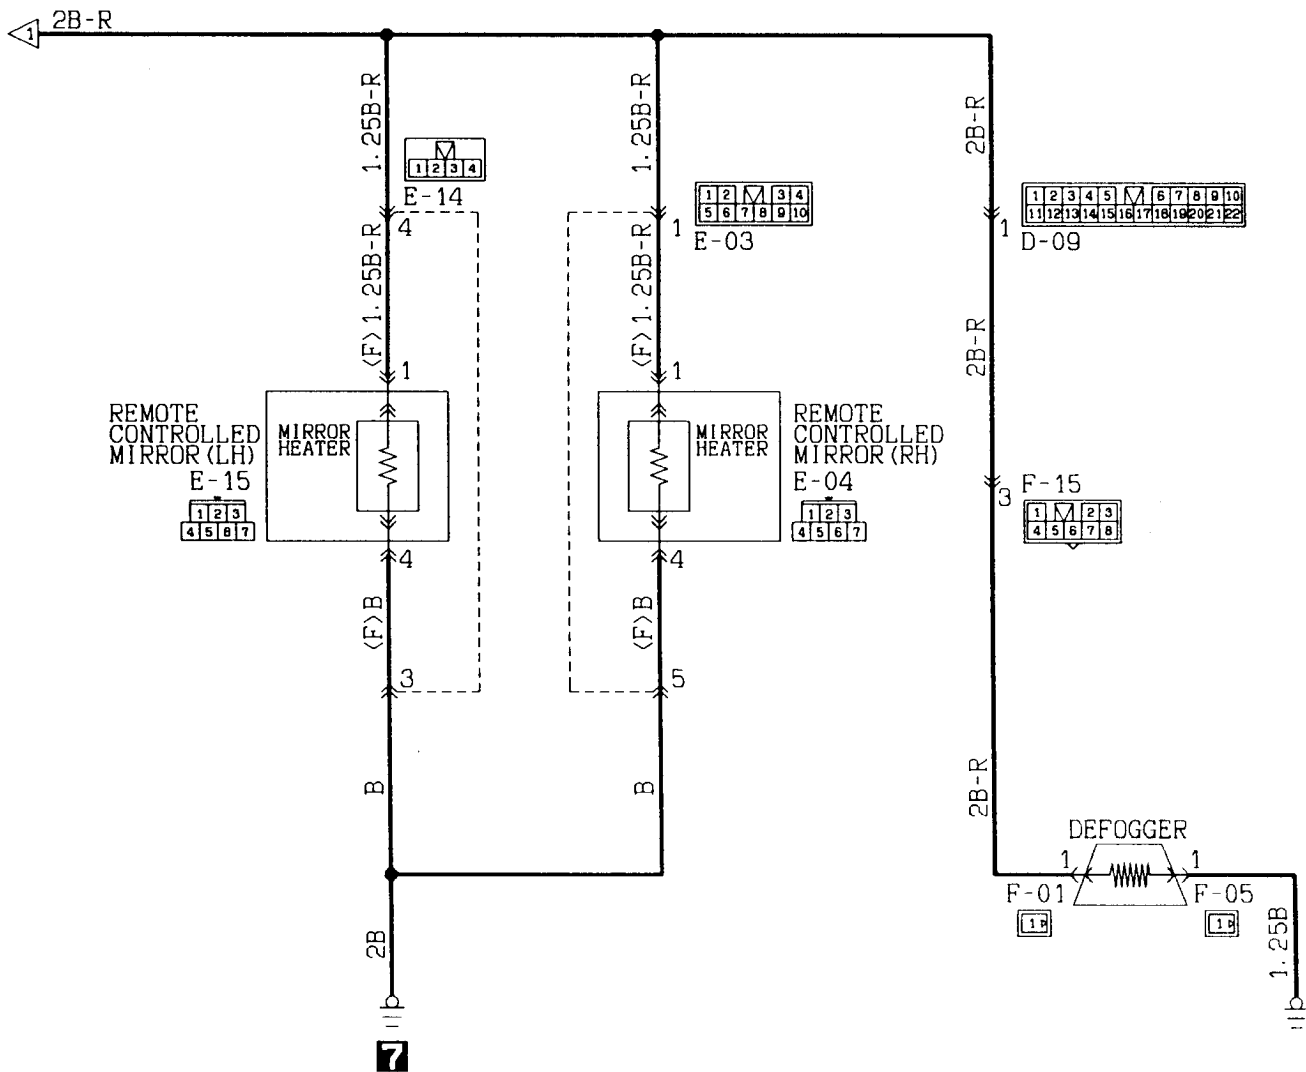 1
2B-R
1.25B-R
1.25B-R
2B-R
1 2 3 4
E-14
4
1 2 3 4
5 6 7 8 9 10
1
E-03
1 2 3 4 5 6 7 8 9 10
11 12 13 14 15 16 17 18 19 20 21 22
1
D-09
<F>1.25B-R
<F>1.25B-R
2B-R
1
1
REMOTE
CONTROLLED
MIRROR(LH)
E-15
1 2 3
4 5 6 7
MIRROR
HEATER
MIRROR
HEATER
REMOTE
CONTROLLED
MIRROR(RH)
E-04
1 2 3
4 5 6 7
3
F-15
1 2 3
4 5 6 7 8
4
4
<F>B
<F>B
3
5
B
B
2B-R
DEFOGGER
1
1
F-01
F-05
1
1
2B
1.25B
7